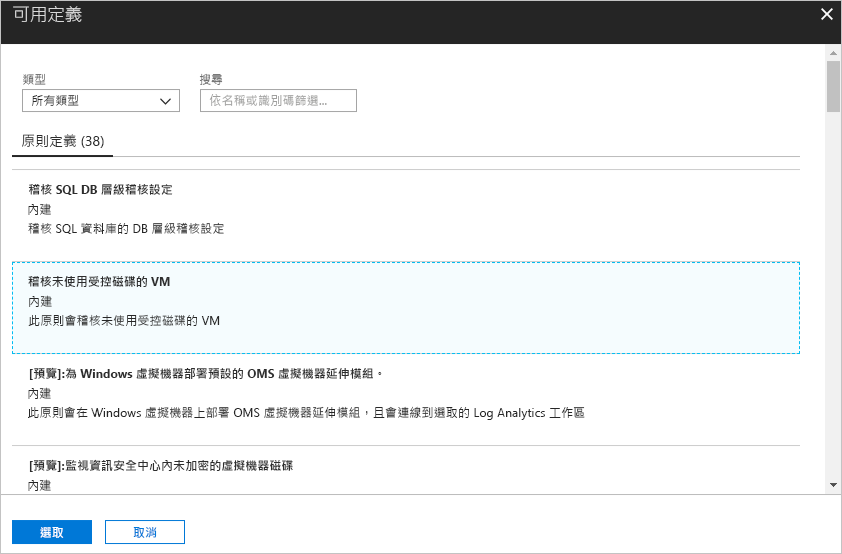 可用定義
類型
搜尋
所有類型
依名稱或識別碼篩選...
原則定義 (38)
稽核 SQL DB 層級稽核設定
內建
稽核 SQL 資料庫的 DB 層級稽核設定
稽核未使用受控磁碟的 VM
內建
此原則會稽核未使用受控磁碟的 VM
[預覽]:為 Windows 虛擬機器部署預設的 OMS 虛擬機器延伸模組。
內建
此原則會在 Windows 虛擬機器上部署 OMS 虛擬機器延伸模組，且會連線到選取的 Log Analytics 工作區
[預覽]:監視資訊安全中心內未加密的虛擬機器磁碟
內建
選取
取消